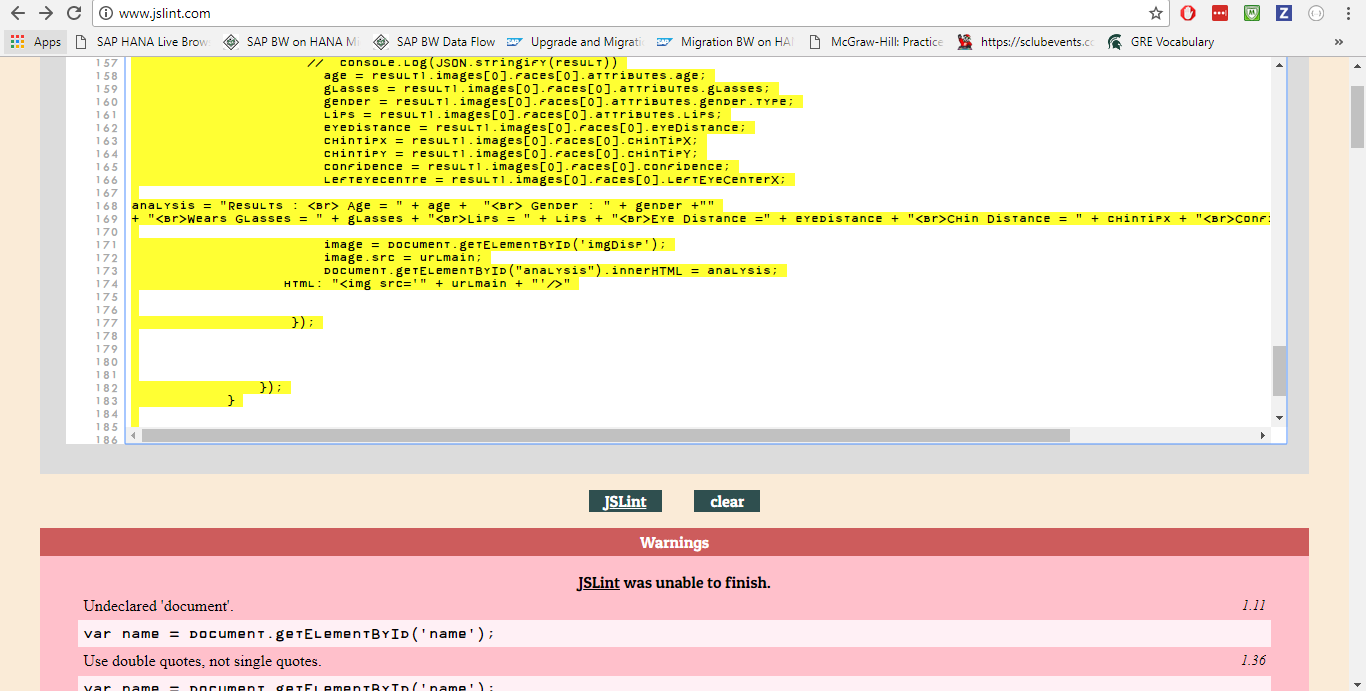 www.jslint.com
Apps SAP HANA Live Brow SAP BW on HANA Mi SAP BW Data Flow Upgrade and Migrati Migration BW on HAN McGraw-Hill: Practice https://sclubevents.co GRE Vocabulary »
157 // console.log(JSON.stringify(result))
158 age = result1.images[0].faces[0].attributes.age;
159 glasses = result1.images[0].faces[0].attributes.glasses;
160 gender = result1.images[0].faces[0].attributes.gender.type;
161 lips = result1.images[0].faces[0].attributes.lips;
162 eyedistance = result1.images[0].faces[0].eyeDistance;
163 chintipx = result1.images[0].faces[0].chinTipX;
164 chintipy = result1.images[0].faces[0].chinTipY;
165 confidence = result1.images[0].faces[0].confidence;
166 lefteyecentre = result1.images[0].faces[0].leftEyeCenterX;
167
168 analysis = "Results : <br> Age = " + age + "<br> Gender : " + gender +""
169 + "<br>Wears Glasses = " + glasses + "<br>Lips = " + lips + "<br>Eye Distance =" + eyedistance + "<br>Chin Distance = " + chintipx + "<br>Conf
170
171 image = document.getElementById('imgDisp');
172 image.src = urlmain;
173 document.getElementById("analysis").innerHTML = analysis;
174 html: "<img src='" + urlmain + "'/>"
175
176
177 });
178
179
180
181
182 });
183 }
184
185
186
JSLint clear
Warnings
JSLint was unable to finish.
Undeclared 'document'. 1.11
var name = document.getElementById('name');
Use double quotes, not single quotes. 1.36
var name = document.getElementById('name');